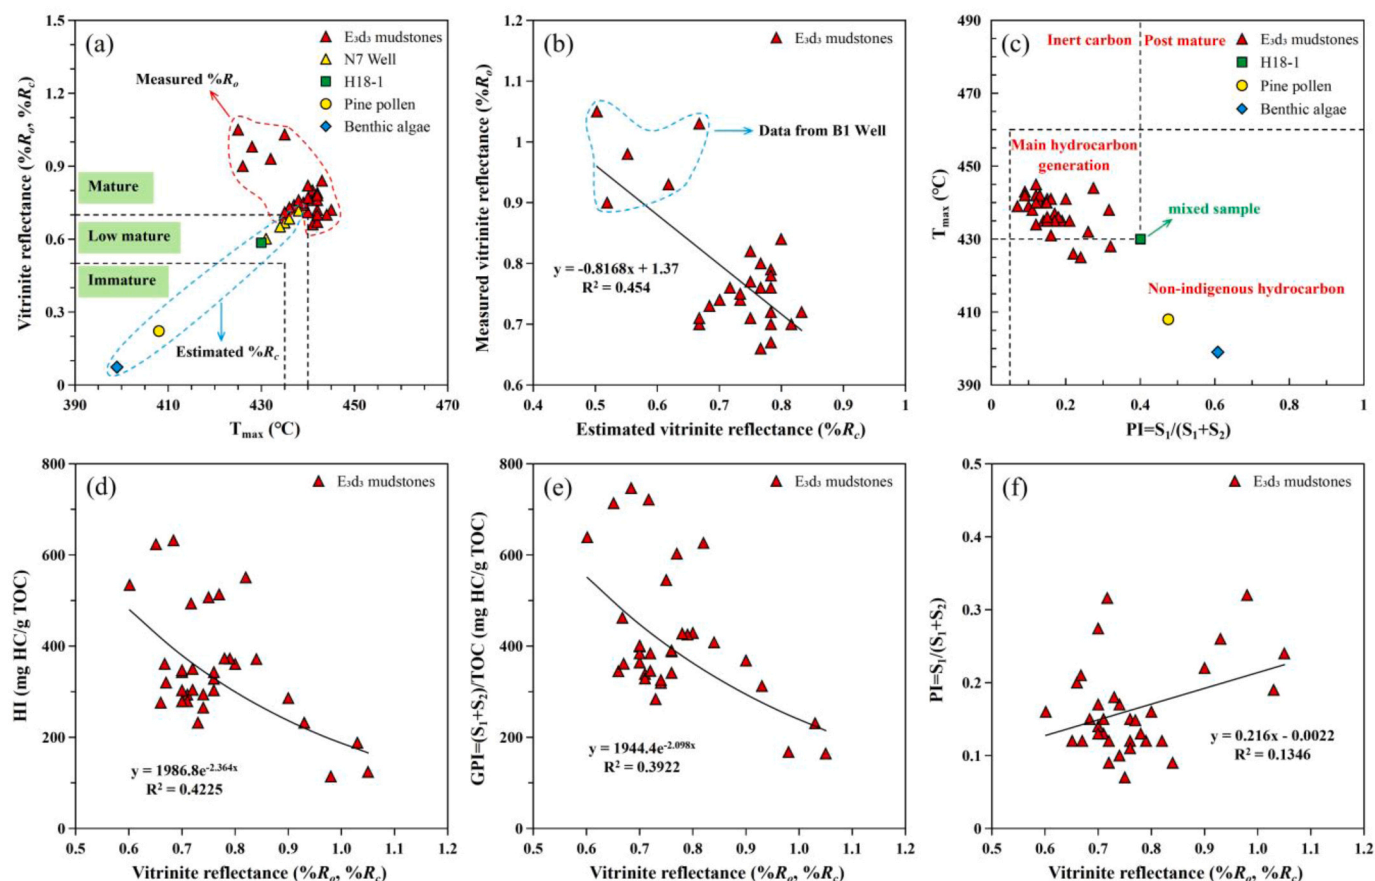 (a)
E₃d₃ mudstones
N7 Well
H18-1
Pine pollen
Benthic algae
Measured %Rₒ
Mature
Low mature
Immature
Estimated %R꜀
Vitrinite reflectance (%Rₒ, %R꜀)
1.5
1.2
0.9
0.6
0.3
0
390
410
430
450
470
Tmax (°C)
(b)
E₃d₃ mudstones
Data from B1 Well
y = -0.8168x + 1.37
R² = 0.454
Measured vitrinite reflectance (%Rₒ)
1.2
1.1
1
0.9
0.8
0.7
0.6
0.4
0.5
0.6
0.7
0.8
0.9
1
Estimated vitrinite reflectance (%R꜀)
(c)
Inert carbon
Post mature
E₃d₃ mudstones
H18-1
Pine pollen
Benthic algae
Main hydrocarbon
generation
mixed sample
Non-indigenous hydrocarbon
Tmax (°C)
490
470
450
430
410
390
0
0.2
0.4
0.6
0.8
1
PI=S₁/(S₁+S₂)
(d)
E₃d₃ mudstones
y = 1986.8e⁻²·³⁶⁴ˣ
R² = 0.4225
HI (mg HC/g TOC)
800
600
400
200
0
0.5
0.6
0.7
0.8
0.9
1.0
1.1
1.2
Vitrinite reflectance (%Rₒ, %R꜀)
(e)
E₃d₃ mudstones
y = 1944.4e⁻²·⁰⁹⁸ˣ
R² = 0.3922
GPI=(S₁+S₂)/TOC (mg HC/g TOC)
800
600
400
200
0
0.5
0.6
0.7
0.8
0.9
1.0
1.1
1.2
Vitrinite reflectance (%Rₒ, %R꜀)
(f)
E₃d₃ mudstones
y = 0.216x - 0.0022
R² = 0.1346
PI=S₁/(S₁+S₂)
0.5
0.4
0.3
0.2
0.1
0
0.5
0.6
0.7
0.8
0.9
1.0
1.1
1.2
Vitrinite reflectance (%Rₒ, %R꜀)